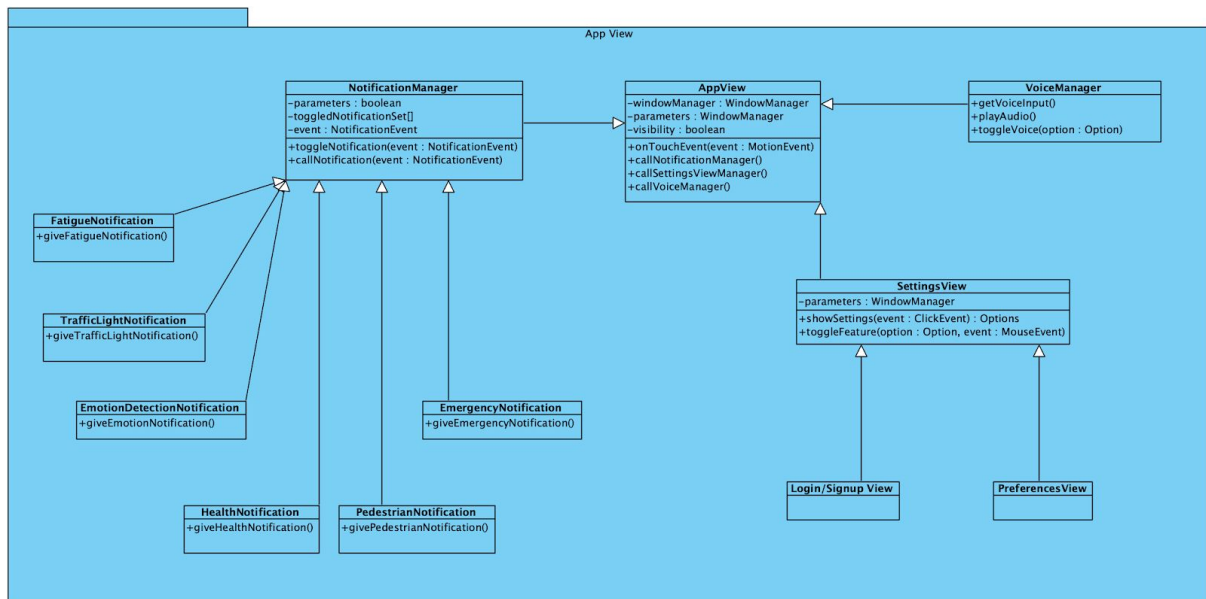 App View
NotificationManager
-parameters : boolean
-toggledNotificationSet[]
-event : NotificationEvent
+toggleNotification(event : NotificationEvent)
+callNotification(event : NotificationEvent)
AppView
-windowManager : WindowManager
-parameters : WindowManager
-visibility : boolean
+onTouchEvent(event : MotionEvent)
+callNotificationManager()
+callSettingsViewManager()
+callVoiceManager()
VoiceManager
+getVoiceInput()
+playAudio()
+toggleVoice(option : Option)
FatigueNotification
+giveFatigueNotification()
SettingsView
-parameters : WindowManager
+showSettings(event : ClickEvent) : Options
+toggleFeature(option : Option, event : MouseEvent)
TrafficLightNotification
+giveTrafficLightNotification()
EmotionDetectionNotification
+giveEmotionNotification()
EmergencyNotification
+giveEmergencyNotification()
Login/Signup View
PreferencesView
HealthNotification
+giveHealthNotification()
PedestrianNotification
+givePedestrianNotification()